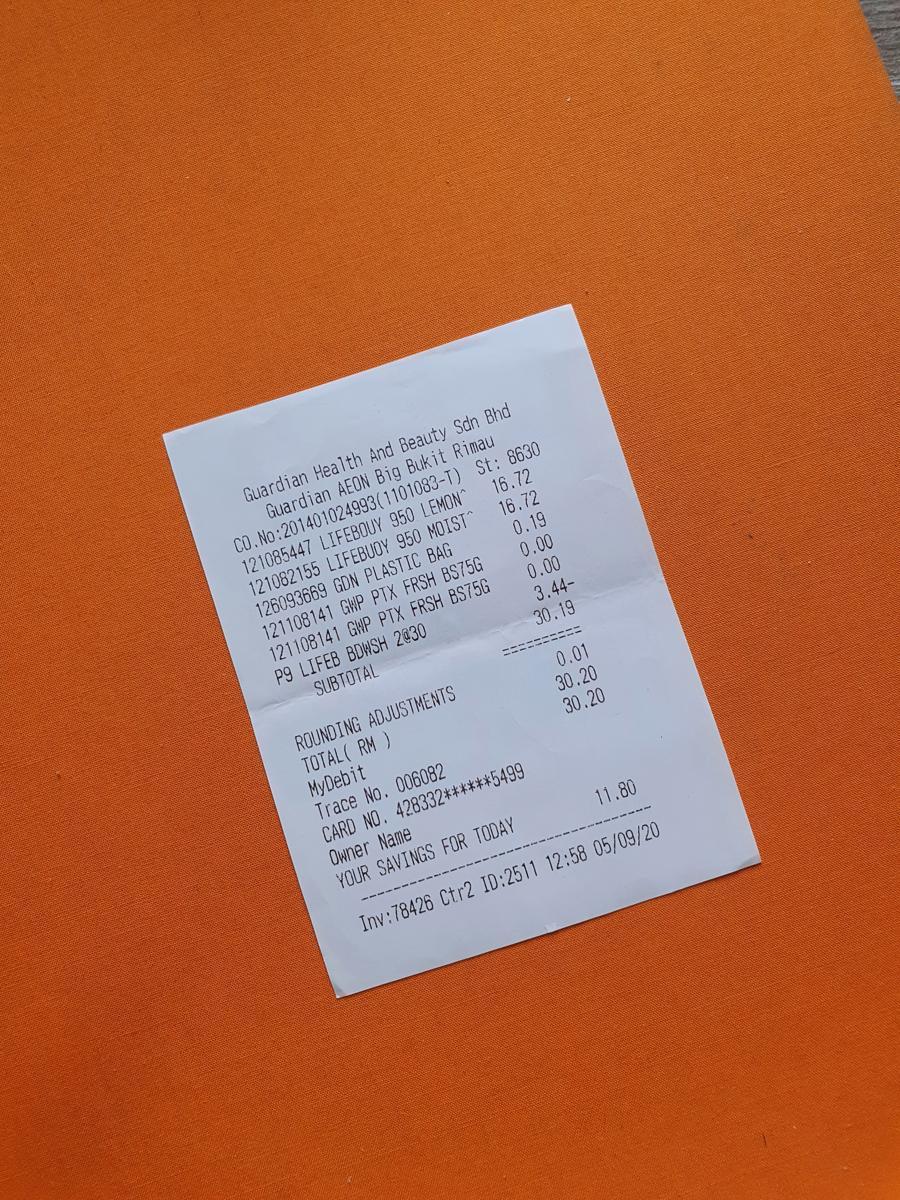 Guardian Health And Beauty Sdn Bhd
Guardian AEON Big Bukit Rimau
CO.No:201401024993(1101083-T) St: 8630
121085447 LIFEBOUY 950 LEMON^ 16.72
121082155 LIFEBUOY 950 MOIST^ 16.72
126093669 GDN PLASTIC BAG 0.19
121108141 GWP PTX FRSH BS75G 0.00
121108141 GWP PTX FRSH BS75G 0.00
P9 LIFEB BDWSH 2@30 3.44-
SUBTOTAL 30.19
==========
ROUNDING ADJUSTMENTS 0.01
TOTAL( RM ) 30.20
MyDebit 30.20
Trace No. 006082
CARD NO. 428332******5499
Owner Name
YOUR SAVINGS FOR TODAY 11.80
--------------------------------------
Inv:78426 Ctr2 ID:2511 12:58 05/09/20